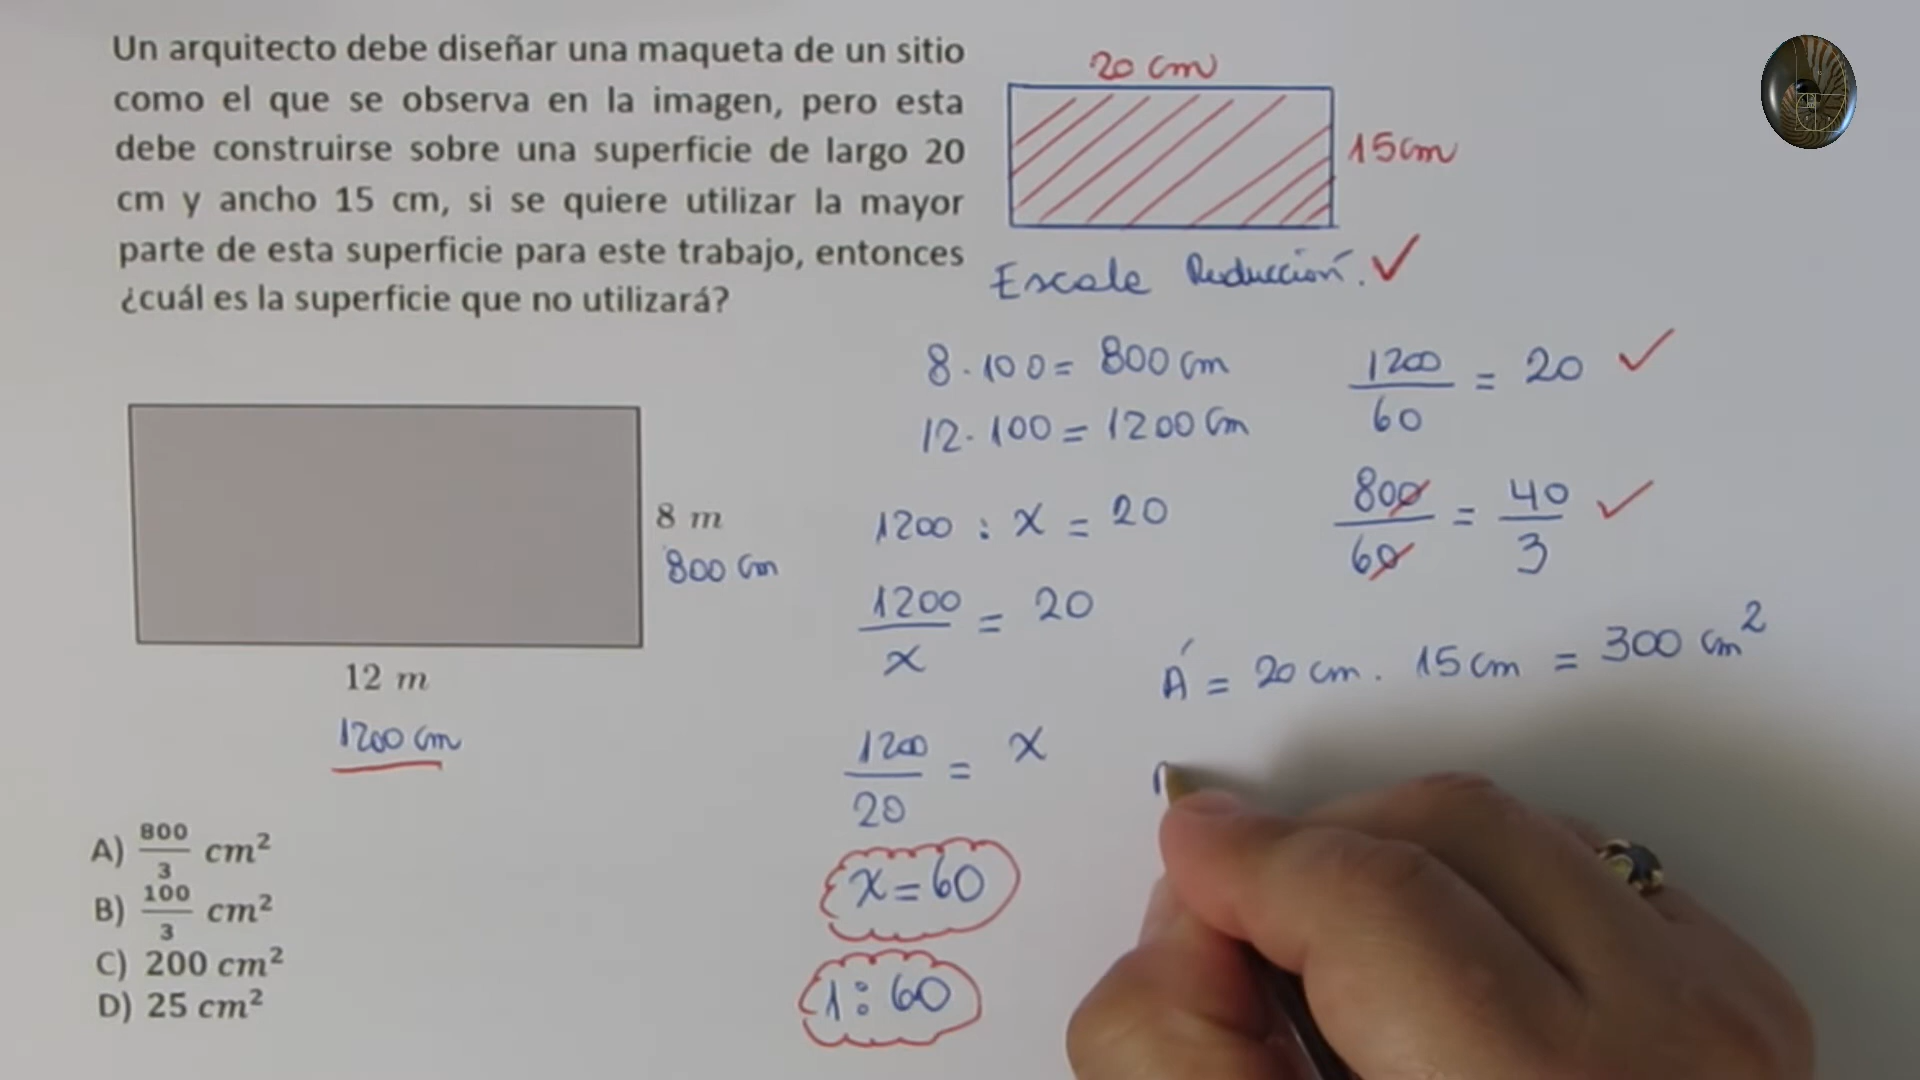 Un arquitecto debe diseñar una maqueta de un sitio
como el que se observa en la imagen, pero esta
debe construirse sobre una superficie de largo 20
cm y ancho 15 cm, si se quiere utilizar la mayor
parte de esta superficie para este trabajo, entonces
¿cuál es la superficie que no utilizará?
8 m
800 cm
12 m
1200 cm
A) 800/3 cm²
B) 100/3 cm²
C) 200 cm²
D) 25 cm²
20 cm
15 cm
Escala Reducción. ✓
8 · 100 = 800 cm
12 · 100 = 1200 cm
1200 : x = 20
1200/x = 20
1200/20 = x
x = 60
1 : 60
1200/60 = 20 ✓
800/60 = 40/3 ✓
Á = 20 cm · 15 cm = 300 cm²